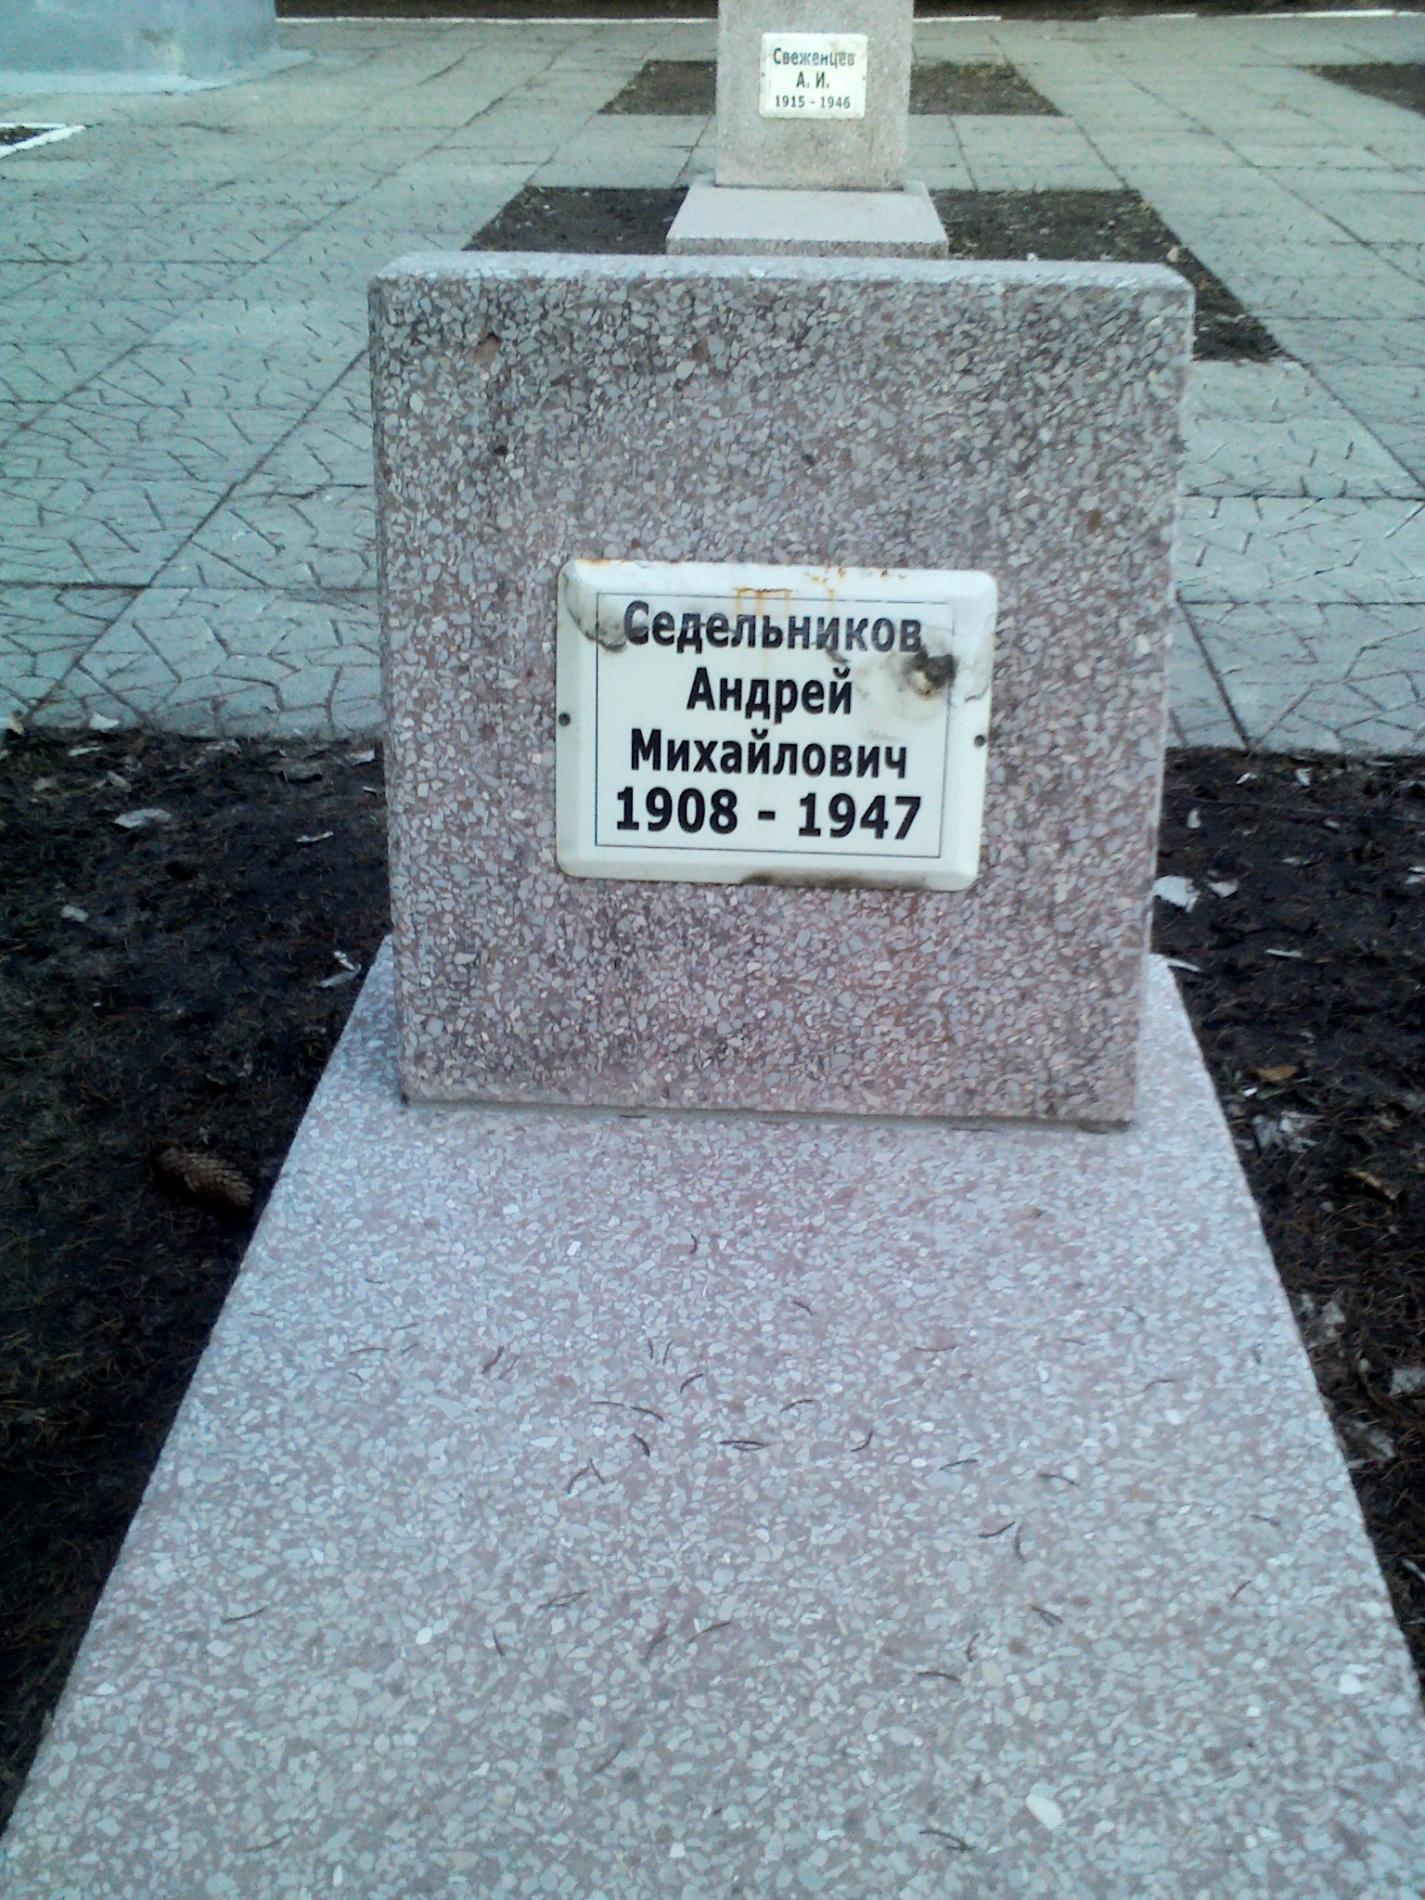 Свеженцев
А. И.
1915 - 1946
Седельников
Андрей
Михайлович
1908 - 1947